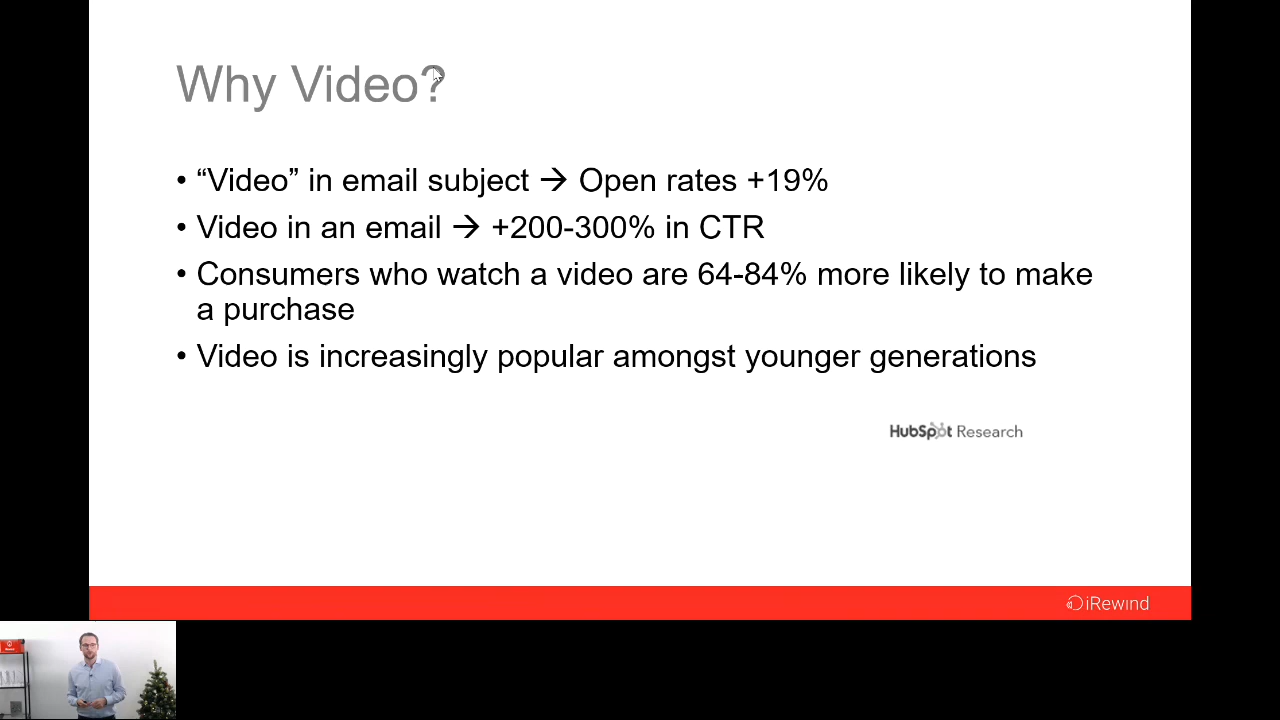 Why Video?
• “Video” in email subject → Open rates +19%
• Video in an email → +200-300% in CTR
• Consumers who watch a video are 64-84% more likely to make
a purchase
• Video is increasingly popular amongst younger generations
HubSpot Research
iRewind